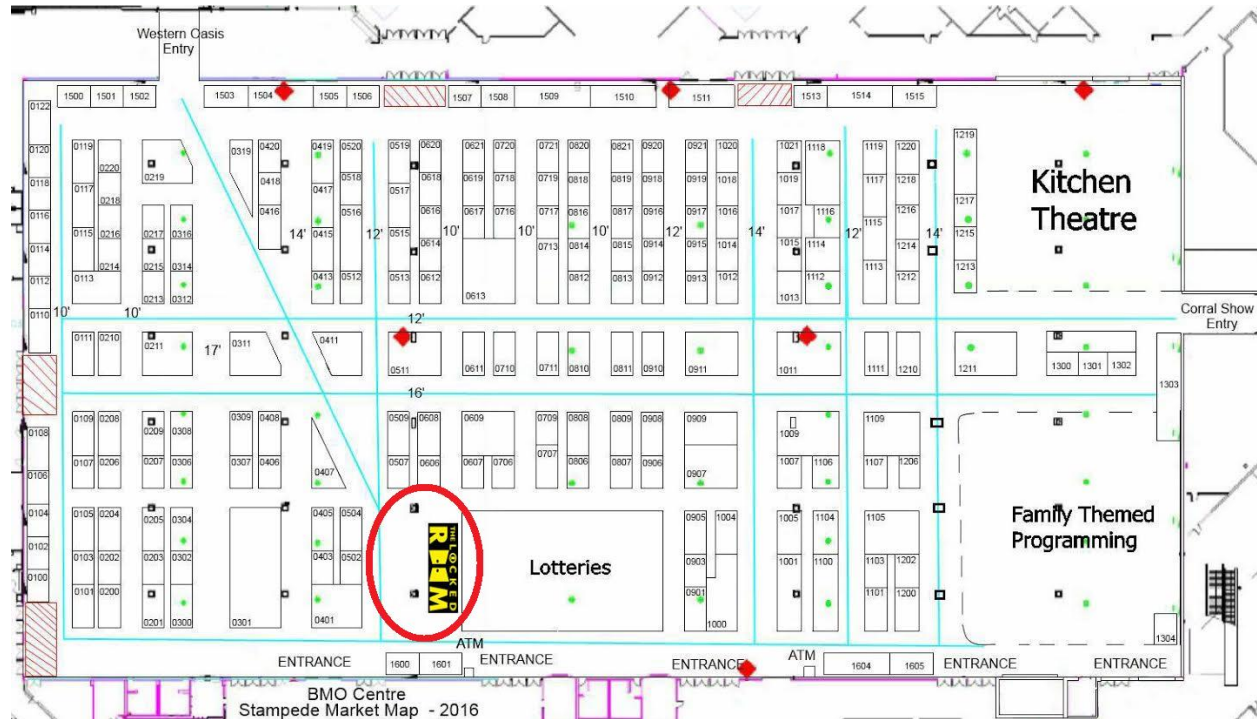 Western Oasis
Entry
1500 1501 1502 1503 1504 1505 1506 1507 1508 1509 1510 1511 1513 1514 1515
0122
0120
0118
0116
0114
0112
0110
0108
0106
0104
0102
0100
0119 0220 0219 0319 0420 0419 0520 0519 0620 0621 0720 0721 0820 0821 0920 0921 1020 1021 1118 1119 1220 1219
0117 0218 0418 0417 0518 0517 0618 0619 0718 0719 0818 0819 0918 0919 1018 1019 1117 1218
0115 0216 0217 0316 0416 0415 0516 0515 0616 0617 0716 0717 0816 0817 0916 0917 1016 1017 1116 1115 1216 1217
0614 0713 0814 0815 0914 0915 1014 1015 1114 1214 1215
0113 0214 0215 0314 0413 0512 0513 0612 0613 0812 0813 0912 0913 1012 1013 1112 1113 1212 1213
0213 0312
14' 12' 10' 10' 10' 12' 14' 12' 14'
Kitchen
Theatre
10' 10' 12'
Corral Show
Entry
0111 0210 0211 17' 0311 0411 0511 0611 0710 0711 0810 0811 0910 0911 1011 1111 1210 1211 1300 1301 1302
1303
16'
0109 0208 0209 0308 0309 0408 0509 0608 0609 0709 0808 0809 0908 0909 1009 1109
0107 0206 0207 0306 0307 0406 0407 0507 0606 0607 0706 0707 0806 0807 0906 0907 1007 1106 1107 1206
0105 0204 0205 0304 0405 0504 0905 1004 1005 1104 1105
0103 0202 0203 0302 0403 0502 0903 1001 1100 1103 1202
0101 0200 0201 0300 0301 0401 0901 1000 1101 1200
THE LOCKED
ROOM
Lotteries
Family Themed
Programming
1304
ATM
ATM
ENTRANCE 1600 1601 ENTRANCE ENTRANCE 1604 1605 ENTRANCE ENTRANCE
BMO Centre
Stampede Market Map - 2016